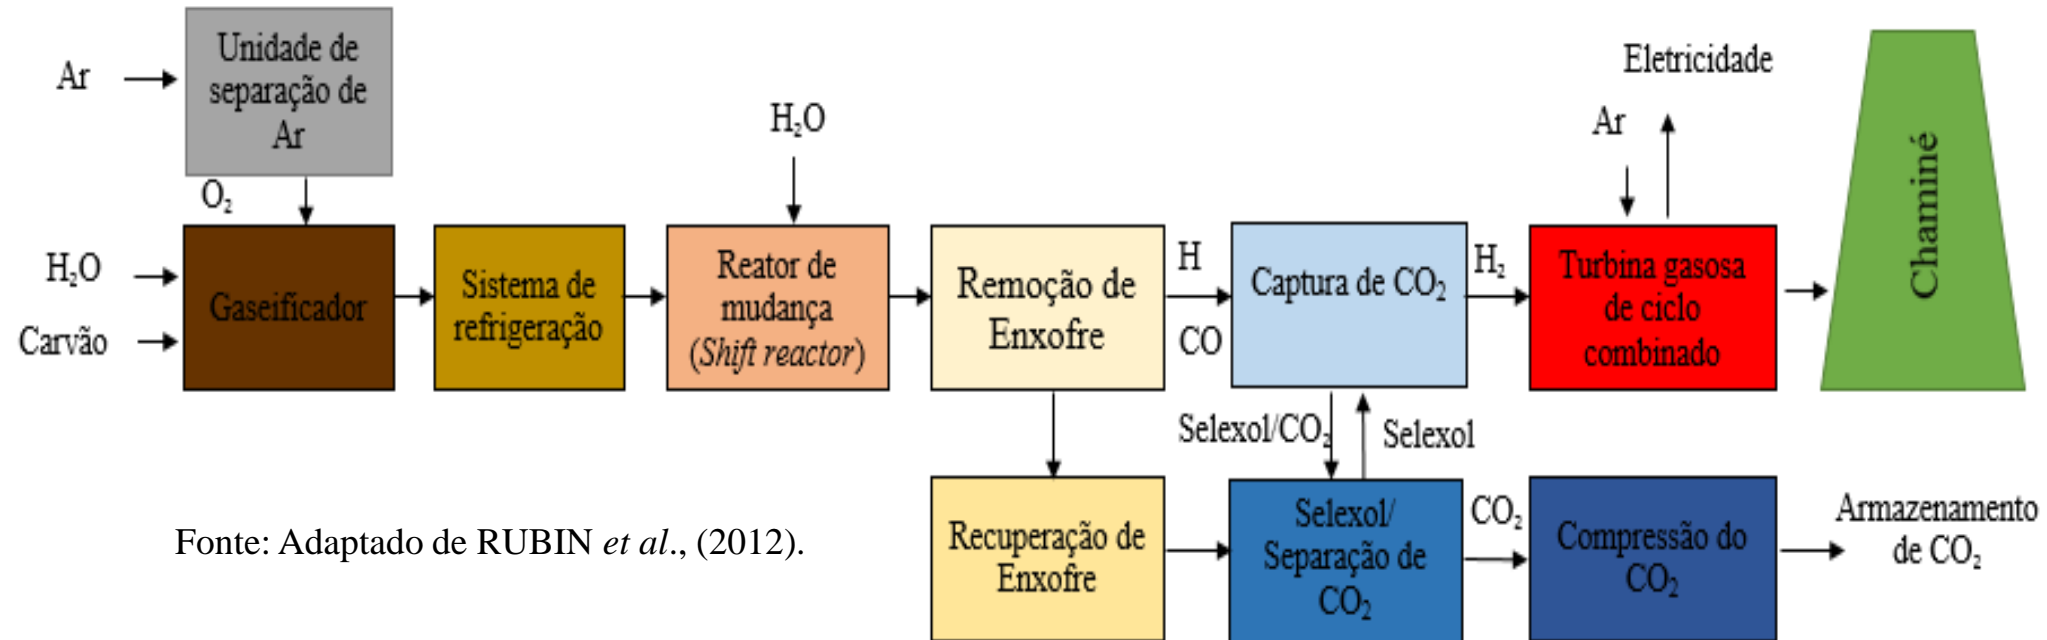 Ar
Unidade de
separação de
Ar
O₂
H₂O
Carvão
Gaseificador
Sistema de
refrigeração
H₂O
Reator de
mudança
(Shift reactor)
Remoção de
Enxofre
H
CO
Captura de CO₂
H₂
Eletricidade
Ar
Turbina gasosa
de ciclo
combinado
Chaminé
Selexol/CO₂
Selexol
Recuperação de
Enxofre
Selexol/
Separação de
CO₂
CO₂
Compressão do
CO₂
Armazenamento
de CO₂
Fonte: Adaptado de RUBIN et al., (2012).